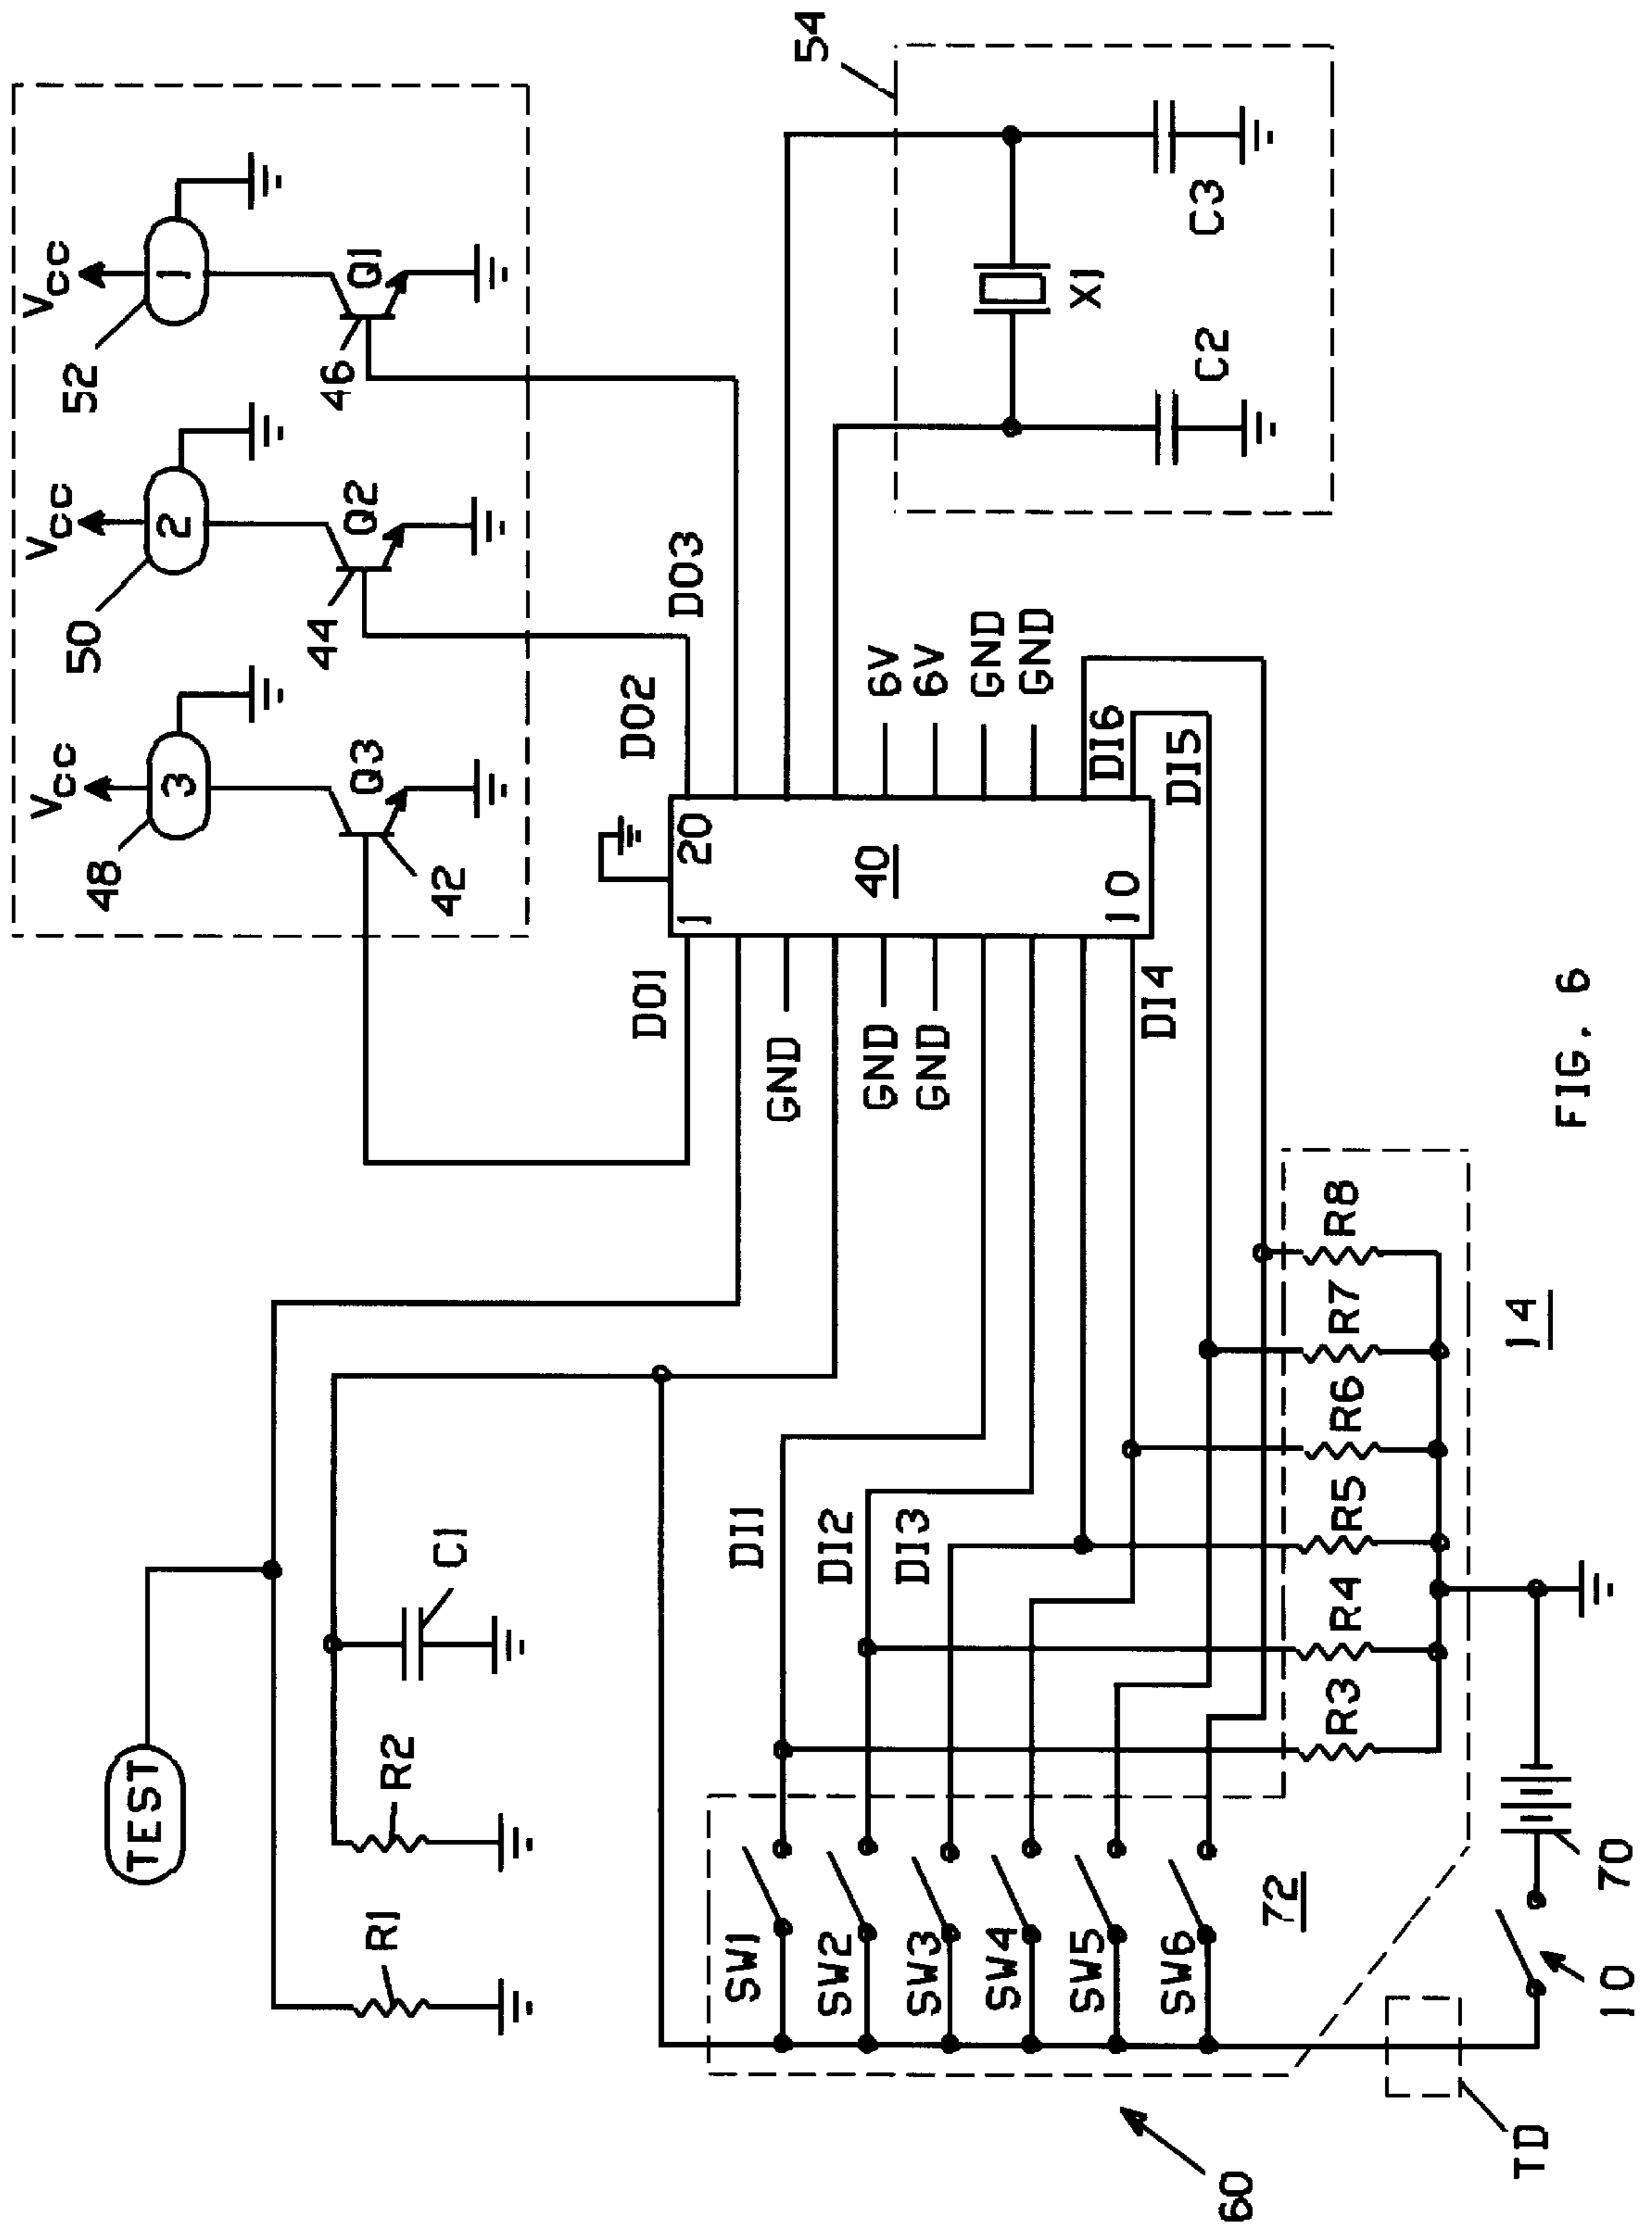 VCC
VCC
VCC
52
50
48
1
2
3
Q1
Q2
Q3
46
44
42
54
C3
X1
C2
DO3
DO2
DO1
20
1
40
10
6V
6V
GND
GND
DI6
DI5
GND
GND
GND
DI4
TEST
R1
R2
C1
DI1
DI2
DI3
SW1
SW2
SW3
SW4
SW5
SW6
72
R3
R4
R5
R6
R7
R8
14
70
10
TD
60
FIG. 6